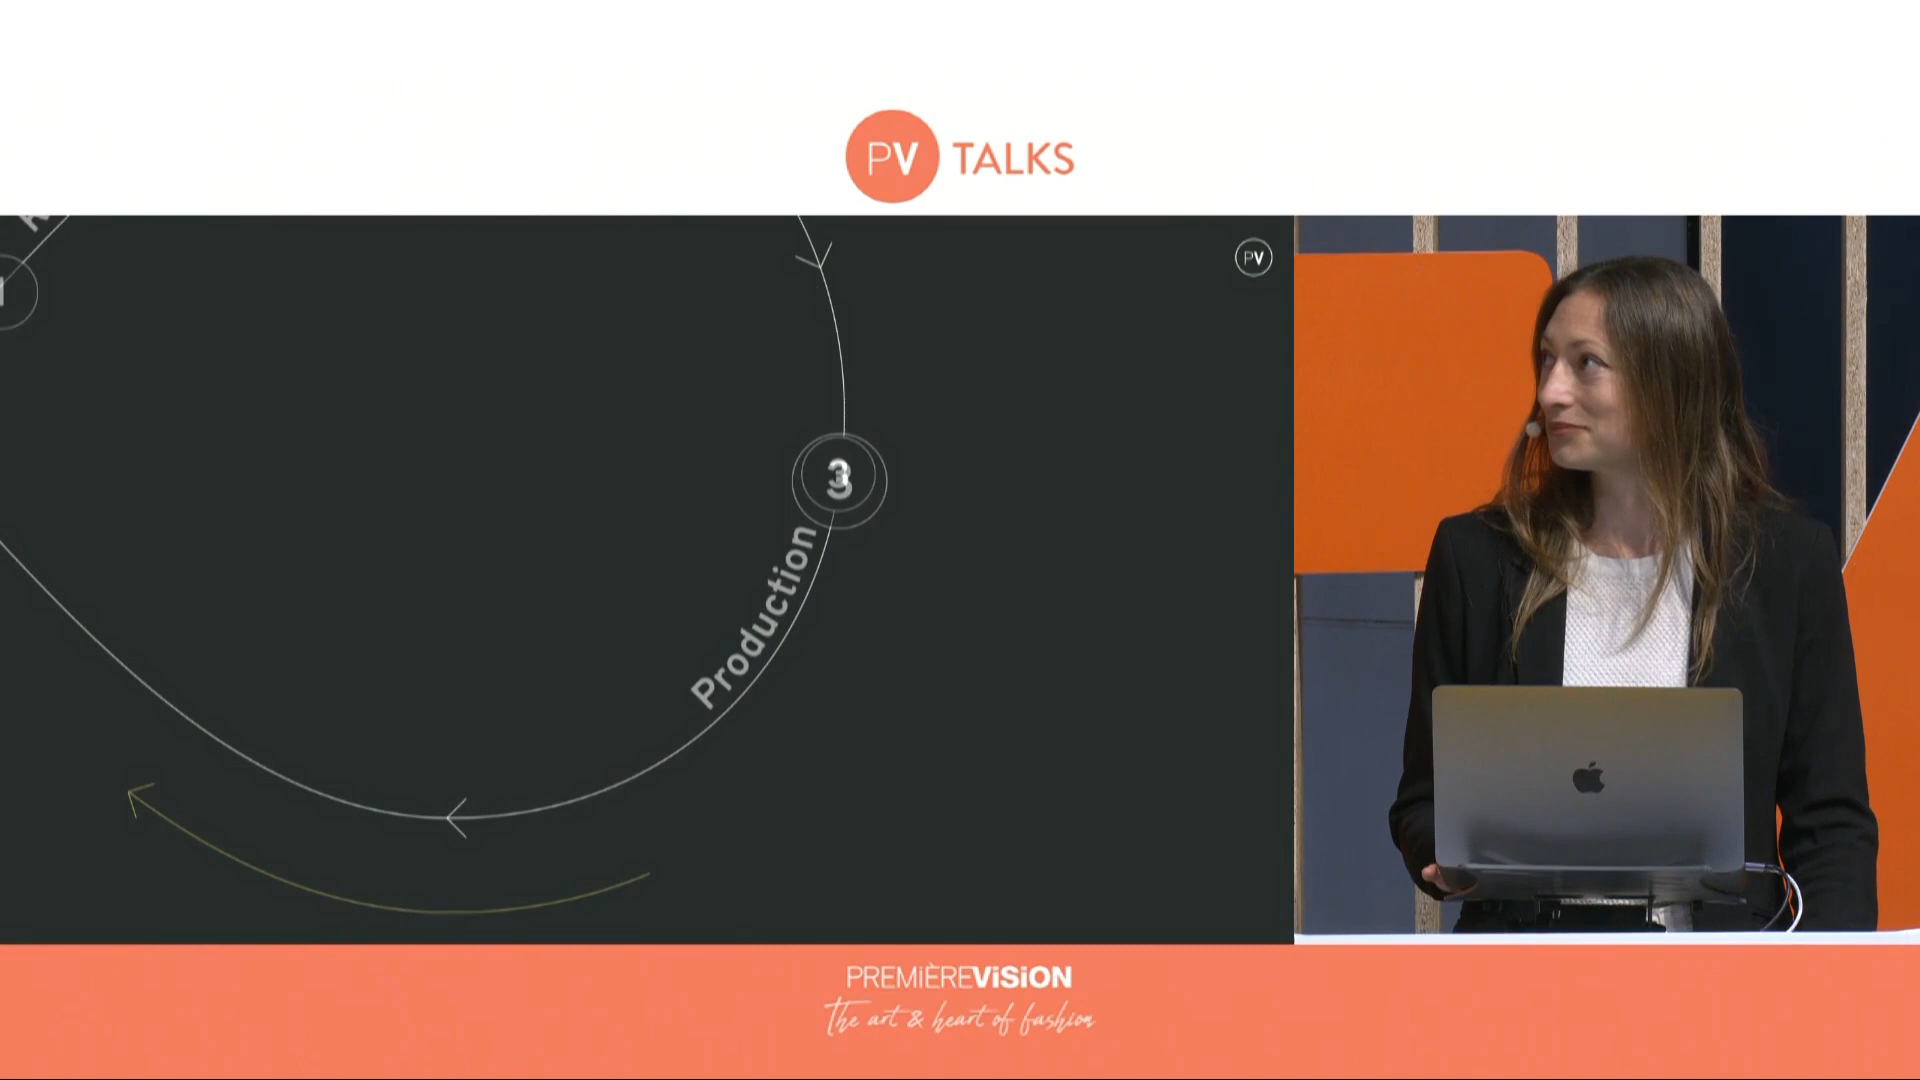 PV TALKS
PV
3
Production
PREMIÈREVISION
The art & heart of fashion